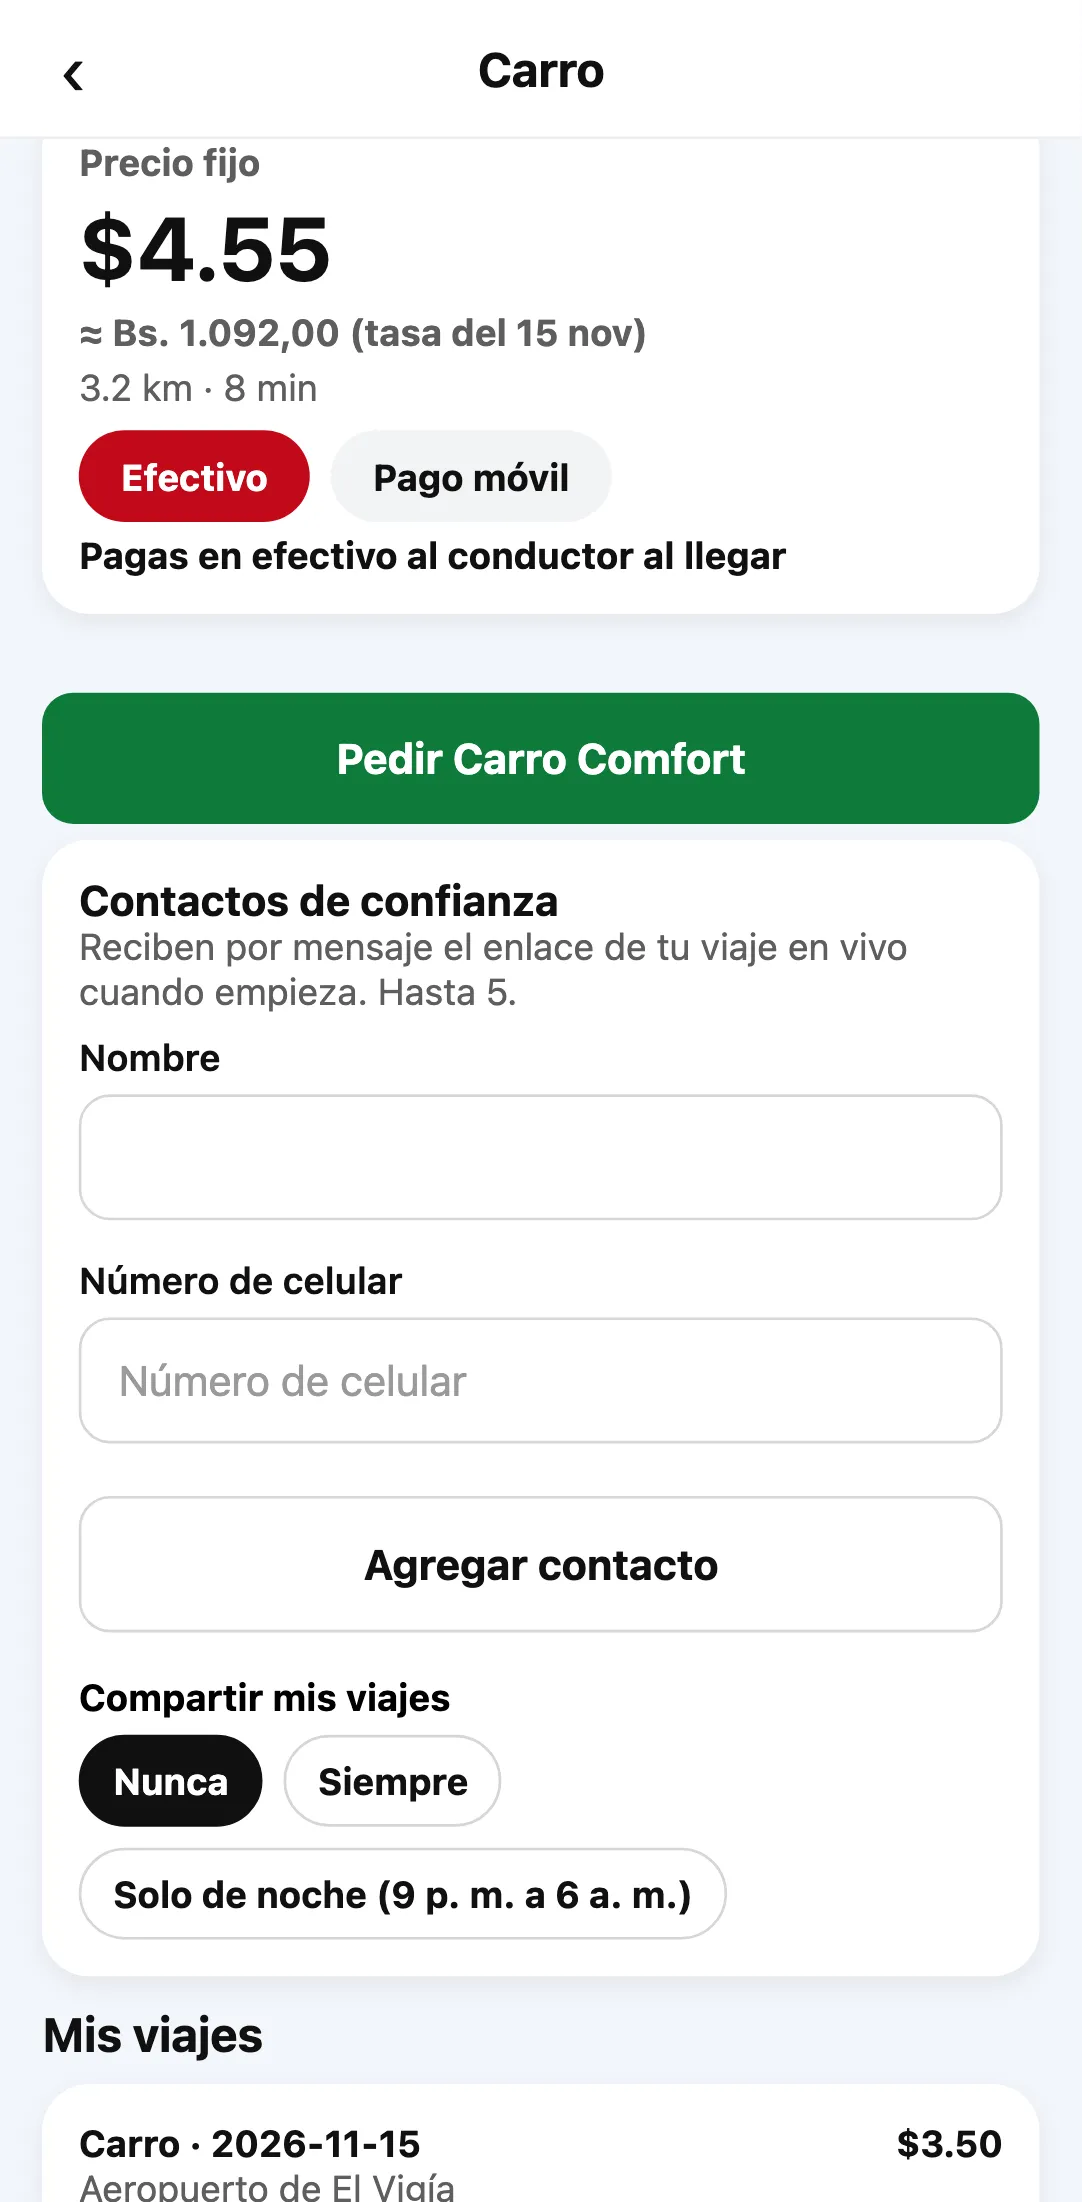 Carro
Precio fijo
$4.55
≈ Bs. 1.092,00 (tasa del 15 nov)
3.2 km · 8 min
Efectivo
Pago móvil
Pagas en efectivo al conductor al llegar
Pedir Carro Comfort
Contactos de confianza
Reciben por mensaje el enlace de tu viaje en vivo
cuando empieza. Hasta 5.
Nombre
Número de celular
Número de celular
Agregar contacto
Compartir mis viajes
Nunca
Siempre
Solo de noche (9 p. m. a 6 a. m.)
Mis viajes
Carro · 2026-11-15
$3.50
Aeropuerto de El Vigía